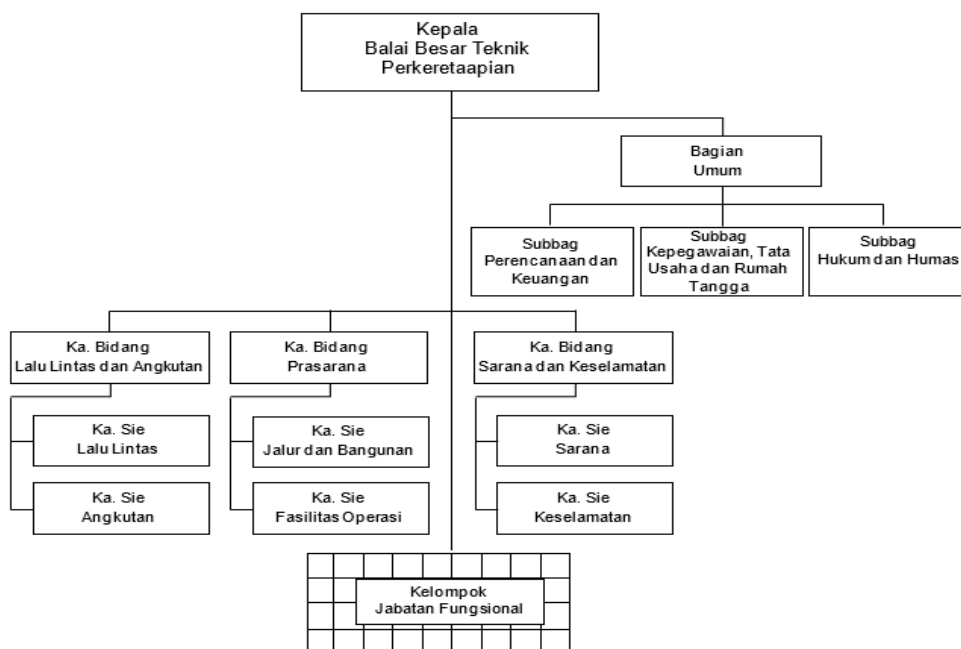 Kepala
Balai Besar Teknik
Perkeretaapian
Bagian
Umum
Subbag
Perencanaan dan
Keuangan
Subbag
Kepegawaian, Tata
Usaha dan Rumah
Tangga
Subbag
Hukum dan Humas
Ka. Bidang
Lalu Lintas dan Angkutan
Ka. Bidang
Prasarana
Ka. Bidang
Sarana dan Keselamatan
Ka. Sie
Lalu Lintas
Ka. Sie
Jalur dan Bangunan
Ka. Sie
Sarana
Ka. Sie
Angkutan
Ka. Sie
Fasilitas Operasi
Ka. Sie
Keselamatan
Kelompok
Jabatan Fungsional